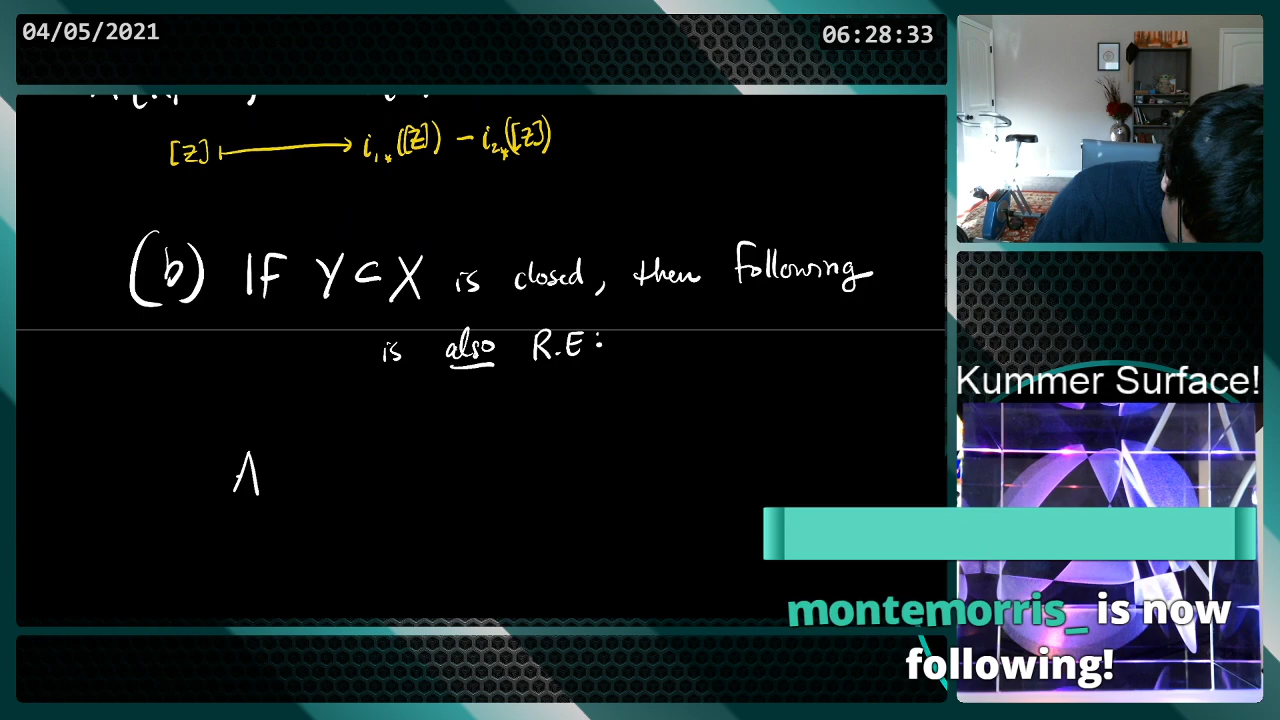 04/05/2021
06:28:33
[Z] ⟼ i₁⁎([Z]) − i₂⁎([Z])
(b) IF Y ⊂ X is closed, then following
is also R.E:
A
Kummer Surface!
montemorris_ is now
following!